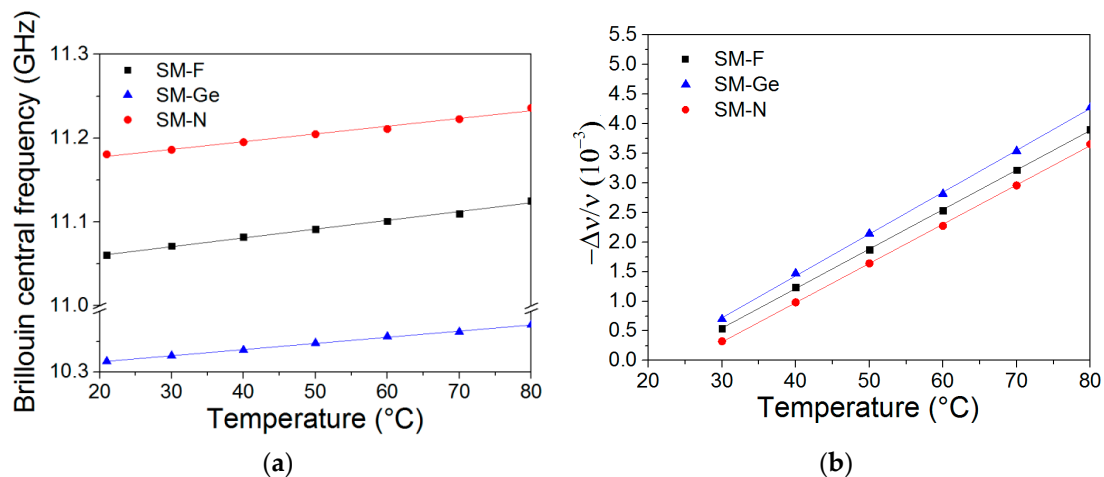 Brillouin central frequency (GHz)
11.3
11.2
11.1
11.0
10.3
SM-F
SM-Ge
SM-N
20 30 40 50 60 70 80
Temperature (°C)
(a)
−Δν/ν (10⁻³)
5.5
5.0
4.5
4.0
3.5
3.0
2.5
2.0
1.5
1.0
0.5
0.0
SM-F
SM-Ge
SM-N
20 30 40 50 60 70 80
Temperature (°C)
(b)